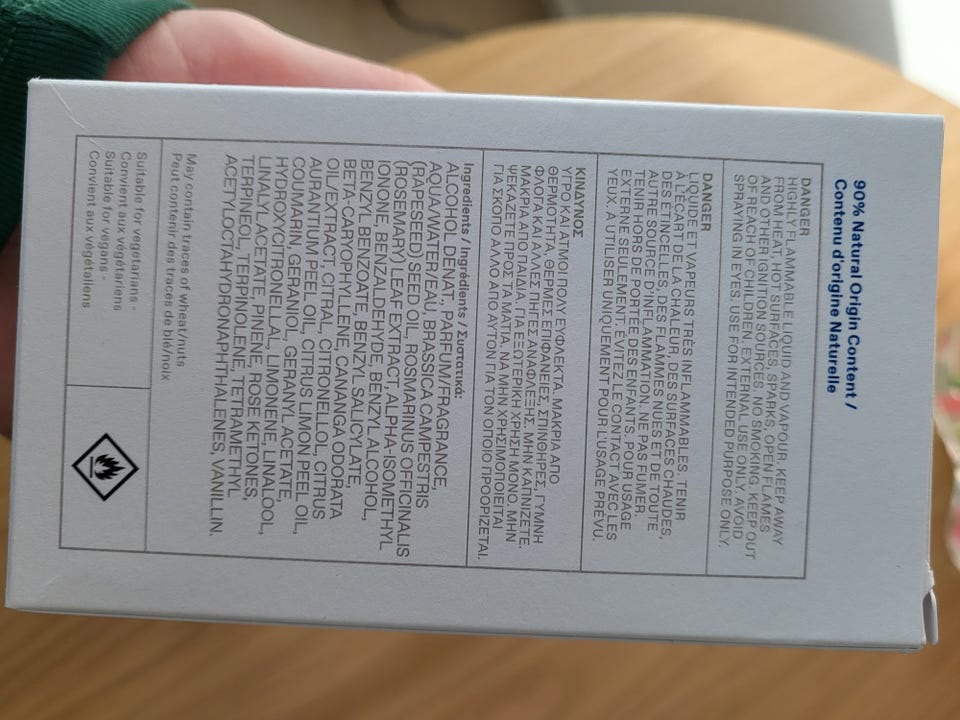 90% Natural Origin Content /
Contenu d'origine Naturelle
DANGER
HIGHLY FLAMMABLE LIQUID AND VAPOUR. KEEP AWAY
FROM HEAT, HOT SURFACES, SPARKS, OPEN FLAMES
AND OTHER IGNITION SOURCES. NO SMOKING. KEEP OUT
OF REACH OF CHILDREN. EXTERNAL USE ONLY. AVOID
SPRAYING IN EYES. USE FOR INTENDED PURPOSE ONLY.
DANGER
LIQUIDE ET VAPEURS TRÈS INFLAMMABLES. TENIR
À L'ÉCART DE LA CHALEUR, DES SURFACES CHAUDES,
DES ÉTINCELLES, DES FLAMMES NUES ET DE TOUTE
AUTRE SOURCE D'INFLAMMATION. NE PAS FUMER.
TENIR HORS DE PORTÉE DES ENFANTS. POUR USAGE
EXTERNE SEULEMENT. ÉVITEZ LE CONTACT AVEC LES
YEUX. À UTILISER UNIQUEMENT POUR L'USAGE PRÉVU.
ΚΙΝΔΥΝΟΣ
ΥΓΡΟ ΚΑΙ ΑΤΜΟΙ ΠΟΥ ΕΥΦΛΕΚΤΑ. ΜΑΚΡΙΑ ΑΠΟ
ΘΕΡΜΟΤΗΤΑ, ΘΕΡΜΕΣ ΕΠΙΦΑΝΕΙΕΣ, ΣΠΙΝΘΗΡΕΣ, ΓΥΜΝΗ
ΦΛΟΓΑ ΚΑΙ ΑΛΛΕΣ ΠΗΓΕΣ ΑΝΑΦΛΕΞΗΣ. ΜΗΝ ΚΑΠΝΙΖΕΤΕ.
ΜΑΚΡΙΑ ΑΠΟ ΠΑΙΔΙΑ. ΓΙΑ ΕΞΩΤΕΡΙΚΗ ΧΡΗΣΗ ΜΟΝΟ. ΜΗΝ
ΨΕΚΑΖΕΤΕ ΠΡΟΣ ΤΑ ΜΑΤΙΑ. ΝΑ ΜΗΝ ΧΡΗΣΙΜΟΠΟΙΕΙΤΑΙ
ΓΙΑ ΣΚΟΠΟ ΑΛΛΟ ΑΠΟ ΑΥΤΟΝ ΓΙΑ ΤΟΝ ΟΠΟΙΟ ΠΡΟΟΡΙΖΕΤΑΙ.
Ingredients / Ingrédients / Συστατικά:
ALCOHOL DENAT., PARFUM/FRAGRANCE,
AQUA/WATER/EAU, BRASSICA CAMPESTRIS
(RAPESEED) SEED OIL, ROSMARINUS OFFICINALIS
(ROSEMARY) LEAF EXTRACT, ALPHA-ISOMETHYL
IONONE, BENZALDEHYDE, BENZYL ALCOHOL,
BENZYL BENZOATE, BENZYL SALICYLATE,
BETA-CARYOPHYLLENE, CANANGA ODORATA
OIL/EXTRACT, CITRAL, CITRONELLOL, CITRUS
AURANTIUM PEEL OIL, CITRUS LIMON PEEL OIL,
COUMARIN, GERANIOL, GERANYL ACETATE,
HYDROXYCITRONELLAL, LIMONENE, LINALOOL,
LINALYL ACETATE, PINENE, ROSE KETONES,
TERPINEOL, TERPINOLENE, TETRAMETHYL
ACETYLOCTAHYDRONAPHTHALENES, VANILLIN.
May contain traces of wheat/nuts
Peut contenir des traces de blé/noix
Suitable for vegetarians -
Convient aux végétariens
Suitable for vegans -
Convient aux végétaliens